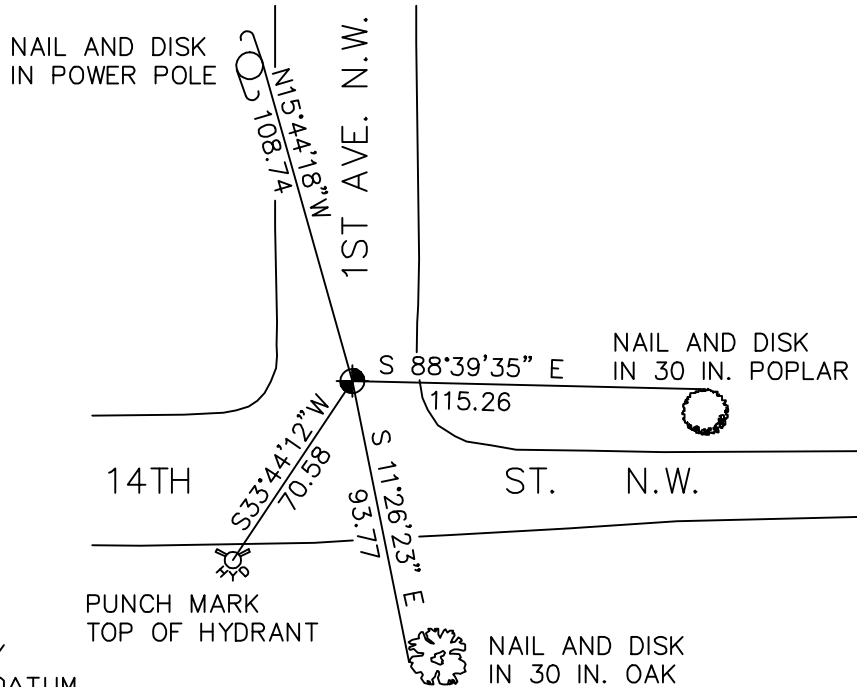 NAIL AND DISK
IN POWER POLE
N15°44'18"W
108.74
1ST AVE. N.W.
NAIL AND DISK
IN 30 IN. POPLAR
S 88°39'35" E
115.26
S33°44'12"W
70.58
S 11°26'23" E
93.77
14TH ST. N.W.
HYD
PUNCH MARK
TOP OF HYDRANT
NAIL AND DISK
IN 30 IN. OAK
DATUM